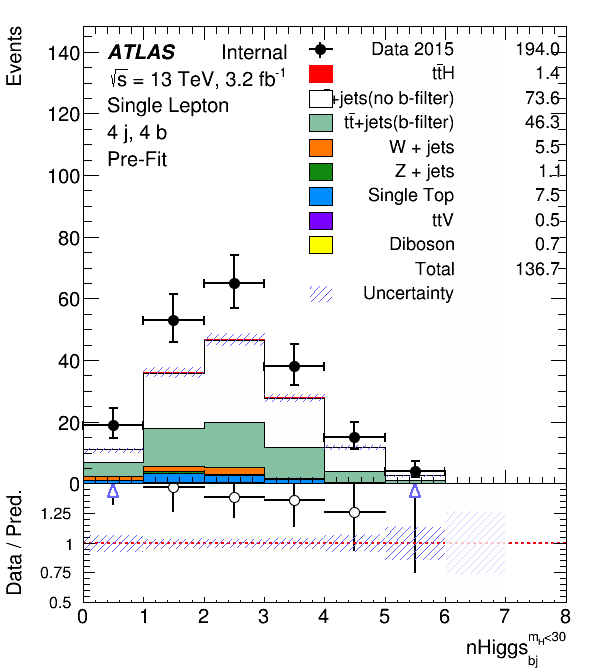 Events
140
120
100
80
60
40
20
0
ATLAS Internal
√s = 13 TeV, 3.2 fb⁻¹
Single Lepton
4 j, 4 b
Pre-Fit
Data 2015 194.0
tt̄H 1.4
+jets(no b-filter) 73.6
tt̄+jets(b-filter) 46.3
W + jets 5.5
Z + jets 1.1
Single Top 7.5
ttV 0.5
Diboson 0.7
Total 136.7
Uncertainty
Data / Pred.
1.25
1
0.75
0.5
0 1 2 3 4 5 6 7 8
nHiggs_bj^m_H<30